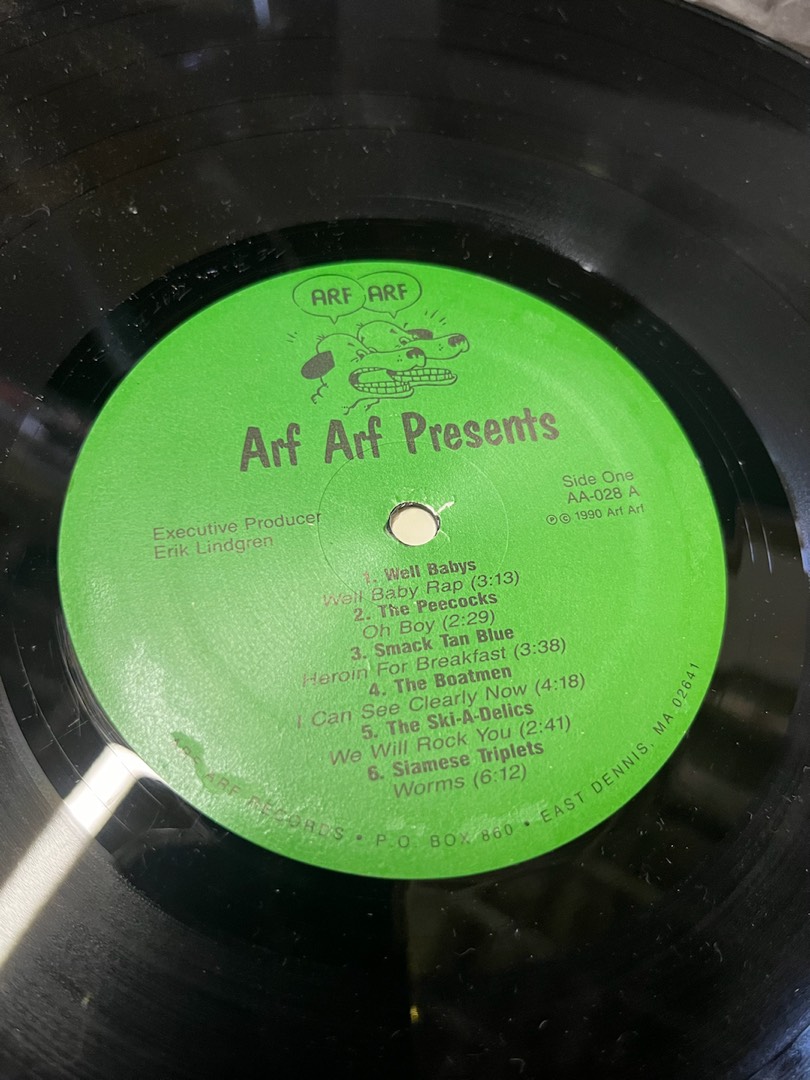 ARF ARF
Arf Arf Presents
Executive Producer
Erik Lindgren
Side One
AA-028 A
℗© 1990 Arf Arf
1. Well Babys
Well Baby Rap (3:13)
2. The Peecocks
Oh Boy (2:29)
3. Smack Tan Blue
Heroin For Breakfast (3:38)
4. The Boatmen
I Can See Clearly Now (4:18)
5. The Ski-A-Delics
We Will Rock You (2:41)
6. Siamese Triplets
Worms (6:12)
ARF ARF RECORDS • P.O. BOX 860 • EAST DENNIS, MA 02641